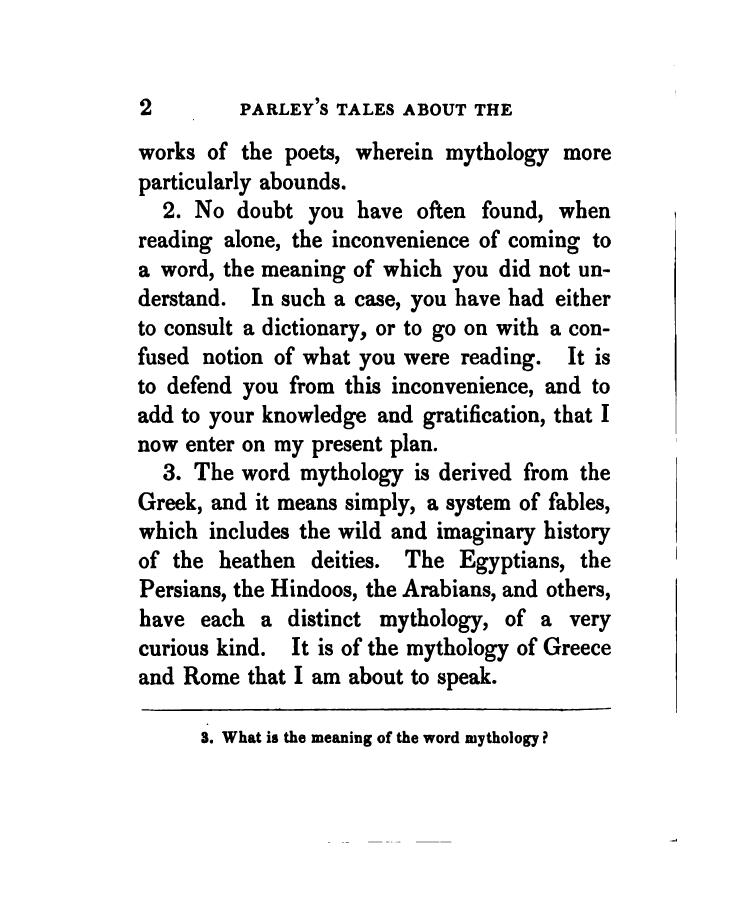 2 PARLEY'S TALES ABOUT THE
works of the poets, wherein mythology more
particularly abounds.
2. No doubt you have often found, when
reading alone, the inconvenience of coming to
a word, the meaning of which you did not un-
derstand. In such a case, you have had either
to consult a dictionary, or to go on with a con-
fused notion of what you were reading. It is
to defend you from this inconvenience, and to
add to your knowledge and gratification, that I
now enter on my present plan.
3. The word mythology is derived from the
Greek, and it means simply, a system of fables,
which includes the wild and imaginary history
of the heathen deities. The Egyptians, the
Persians, the Hindoos, the Arabians, and others,
have each a distinct mythology, of a very
curious kind. It is of the mythology of Greece
and Rome that I am about to speak.
3. What is the meaning of the word mythology?